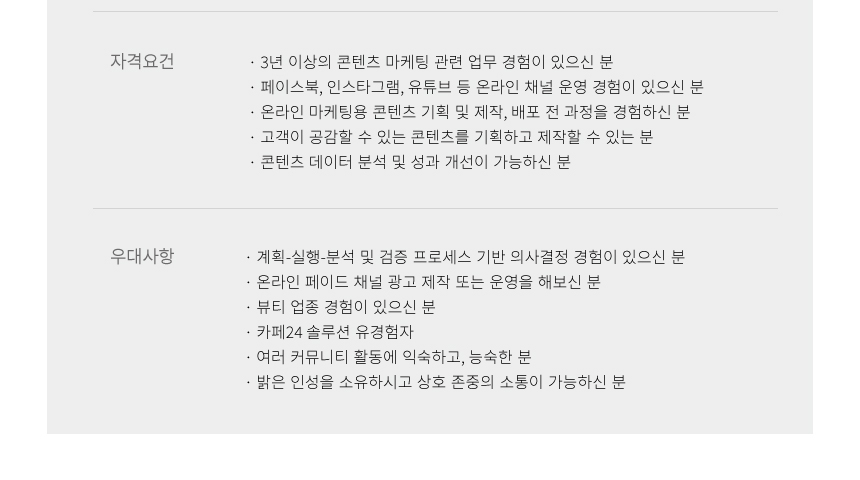 자격요건
· 3년 이상의 콘텐츠 마케팅 관련 업무 경험이 있으신 분
· 페이스북, 인스타그램, 유튜브 등 온라인 채널 운영 경험이 있으신 분
· 온라인 마케팅용 콘텐츠 기획 및 제작, 배포 전 과정을 경험하신 분
· 고객이 공감할 수 있는 콘텐츠를 기획하고 제작할 수 있는 분
· 콘텐츠 데이터 분석 및 성과 개선이 가능하신 분
우대사항
· 계획-실행-분석 및 검증 프로세스 기반 의사결정 경험이 있으신 분
· 온라인 페이드 채널 광고 제작 또는 운영을 해보신 분
· 뷰티 업종 경험이 있으신 분
· 카페24 솔루션 유경험자
· 여러 커뮤니티 활동에 익숙하고, 능숙한 분
· 밝은 인성을 소유하시고 상호 존중의 소통이 가능하신 분